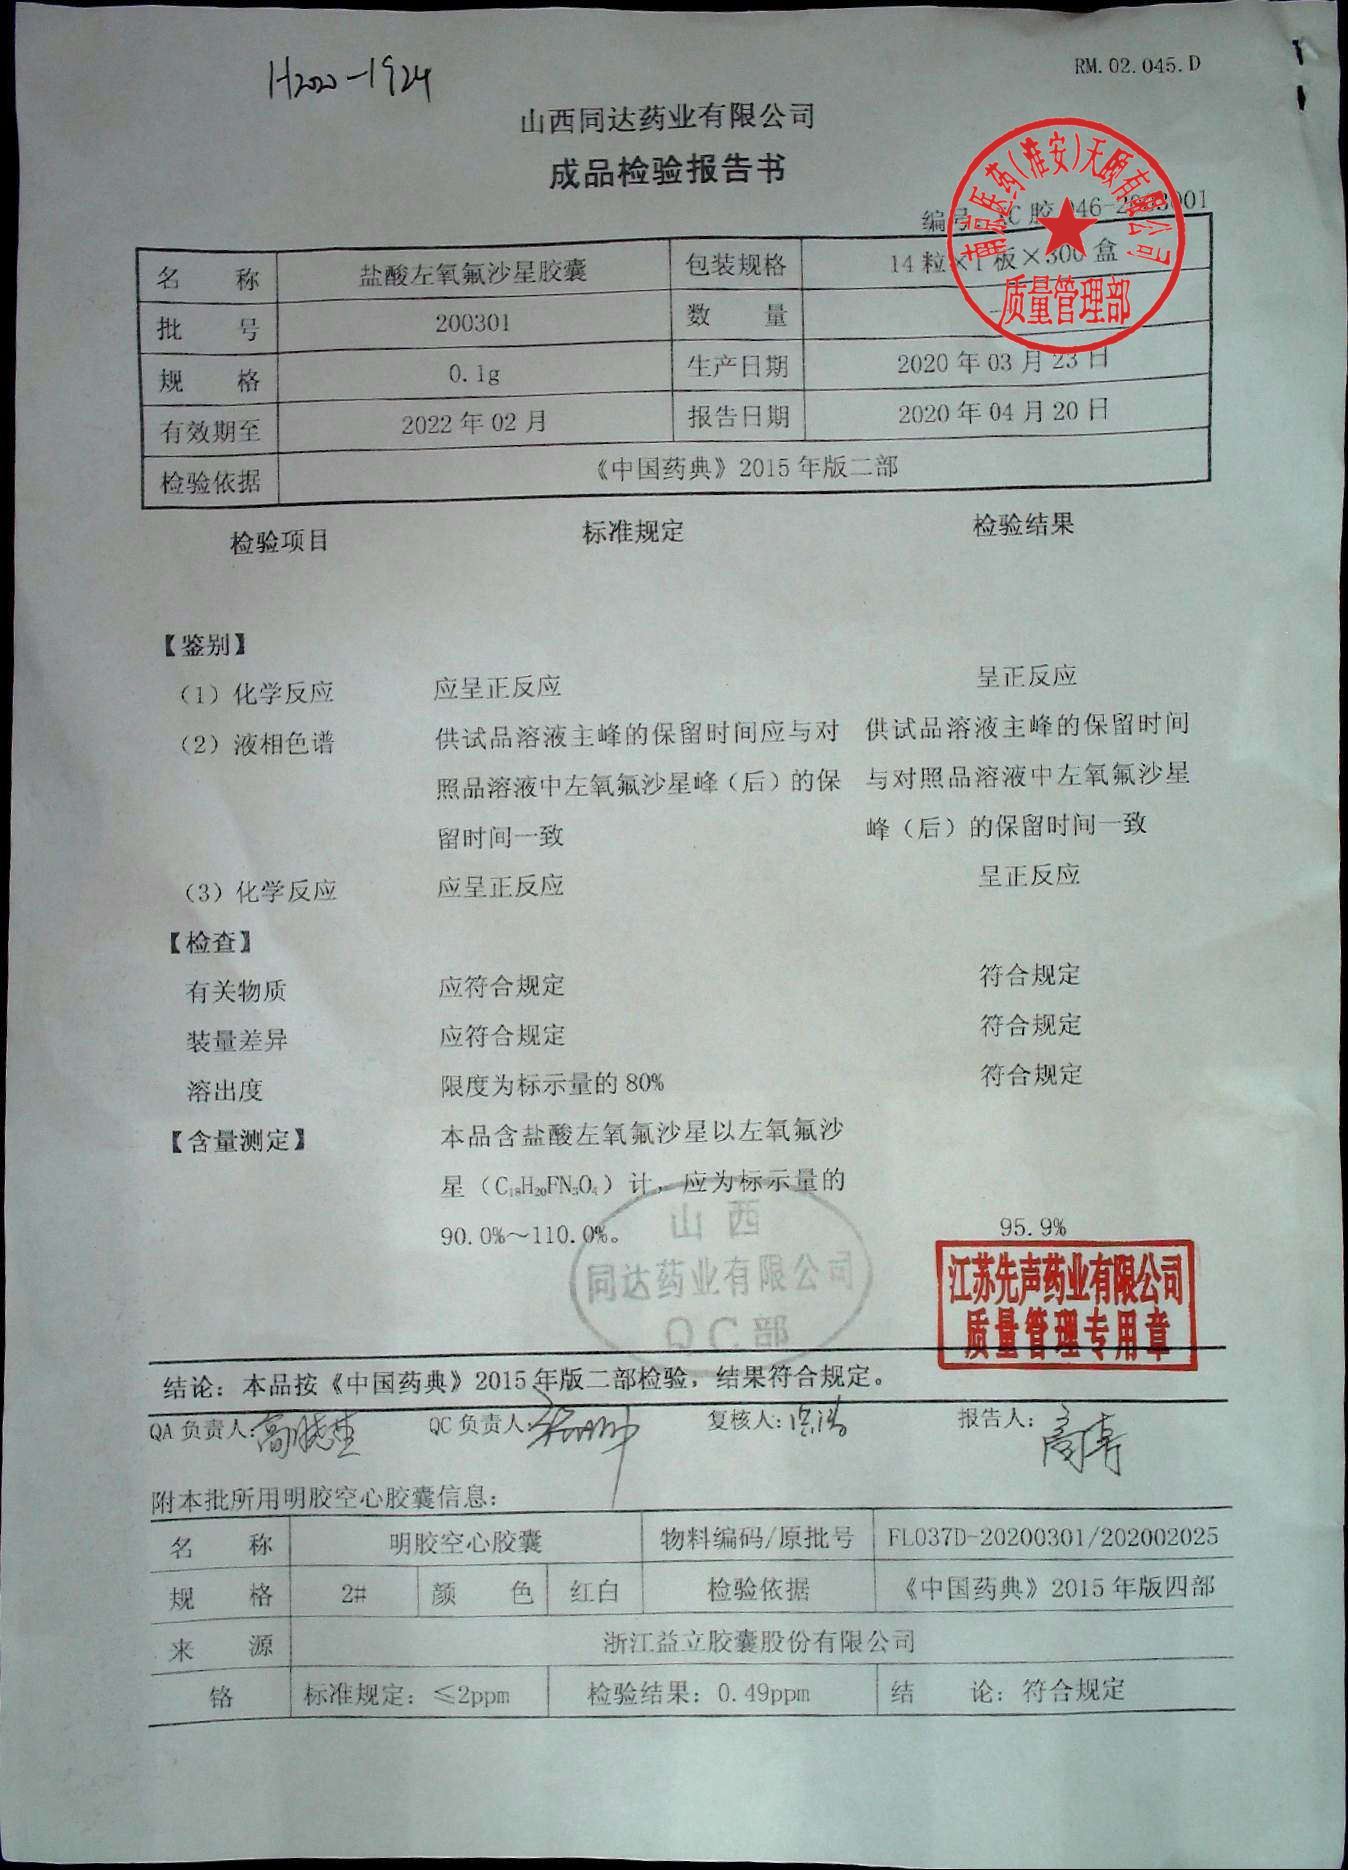 H2020-1924
RM.02.045.D
山西同达药业有限公司
成品检验报告书
编号 C胶 046-2003001
名 称 盐酸左氧氟沙星胶囊 包装规格 14粒×1板×300盒
批 号 200301 数 量
规 格 0.1g 生产日期 2020年03月23日
有效期至 2022年02月 报告日期 2020年04月20日
检验依据 《中国药典》2015年版二部
医药(淮安)天颐有限公司
质量管理部
检验项目 标准规定 检验结果
【鉴别】
(1)化学反应 应呈正反应 呈正反应
(2)液相色谱 供试品溶液主峰的保留时间应与对 供试品溶液主峰的保留时间
照品溶液中左氧氟沙星峰(后)的保 与对照品溶液中左氧氟沙星
留时间一致 峰(后)的保留时间一致
(3)化学反应 应呈正反应 呈正反应
【检查】
有关物质 应符合规定 符合规定
装量差异 应符合规定 符合规定
溶出度 限度为标示量的80% 符合规定
【含量测定】 本品含盐酸左氧氟沙星以左氧氟沙
星(C₁₈H₂₀FN₃O₄)计,应为标示量的
90.0%~110.0%。 95.9%
山西
同达药业有限公司
QC部
江苏先声药业有限公司
质量管理专用章
结论:本品按《中国药典》2015年版二部检验,结果符合规定。
QA负责人: QC负责人: 复核人: 报告人:
附本批所用明胶空心胶囊信息:
名 称 明胶空心胶囊 物料编码/原批号 FL037D-20200301/202002025
规 格 2# 颜 色 红白 检验依据 《中国药典》2015年版四部
来 源 浙江益立胶囊股份有限公司
铬 标准规定:≤2ppm 检验结果:0.49ppm 结 论:符合规定